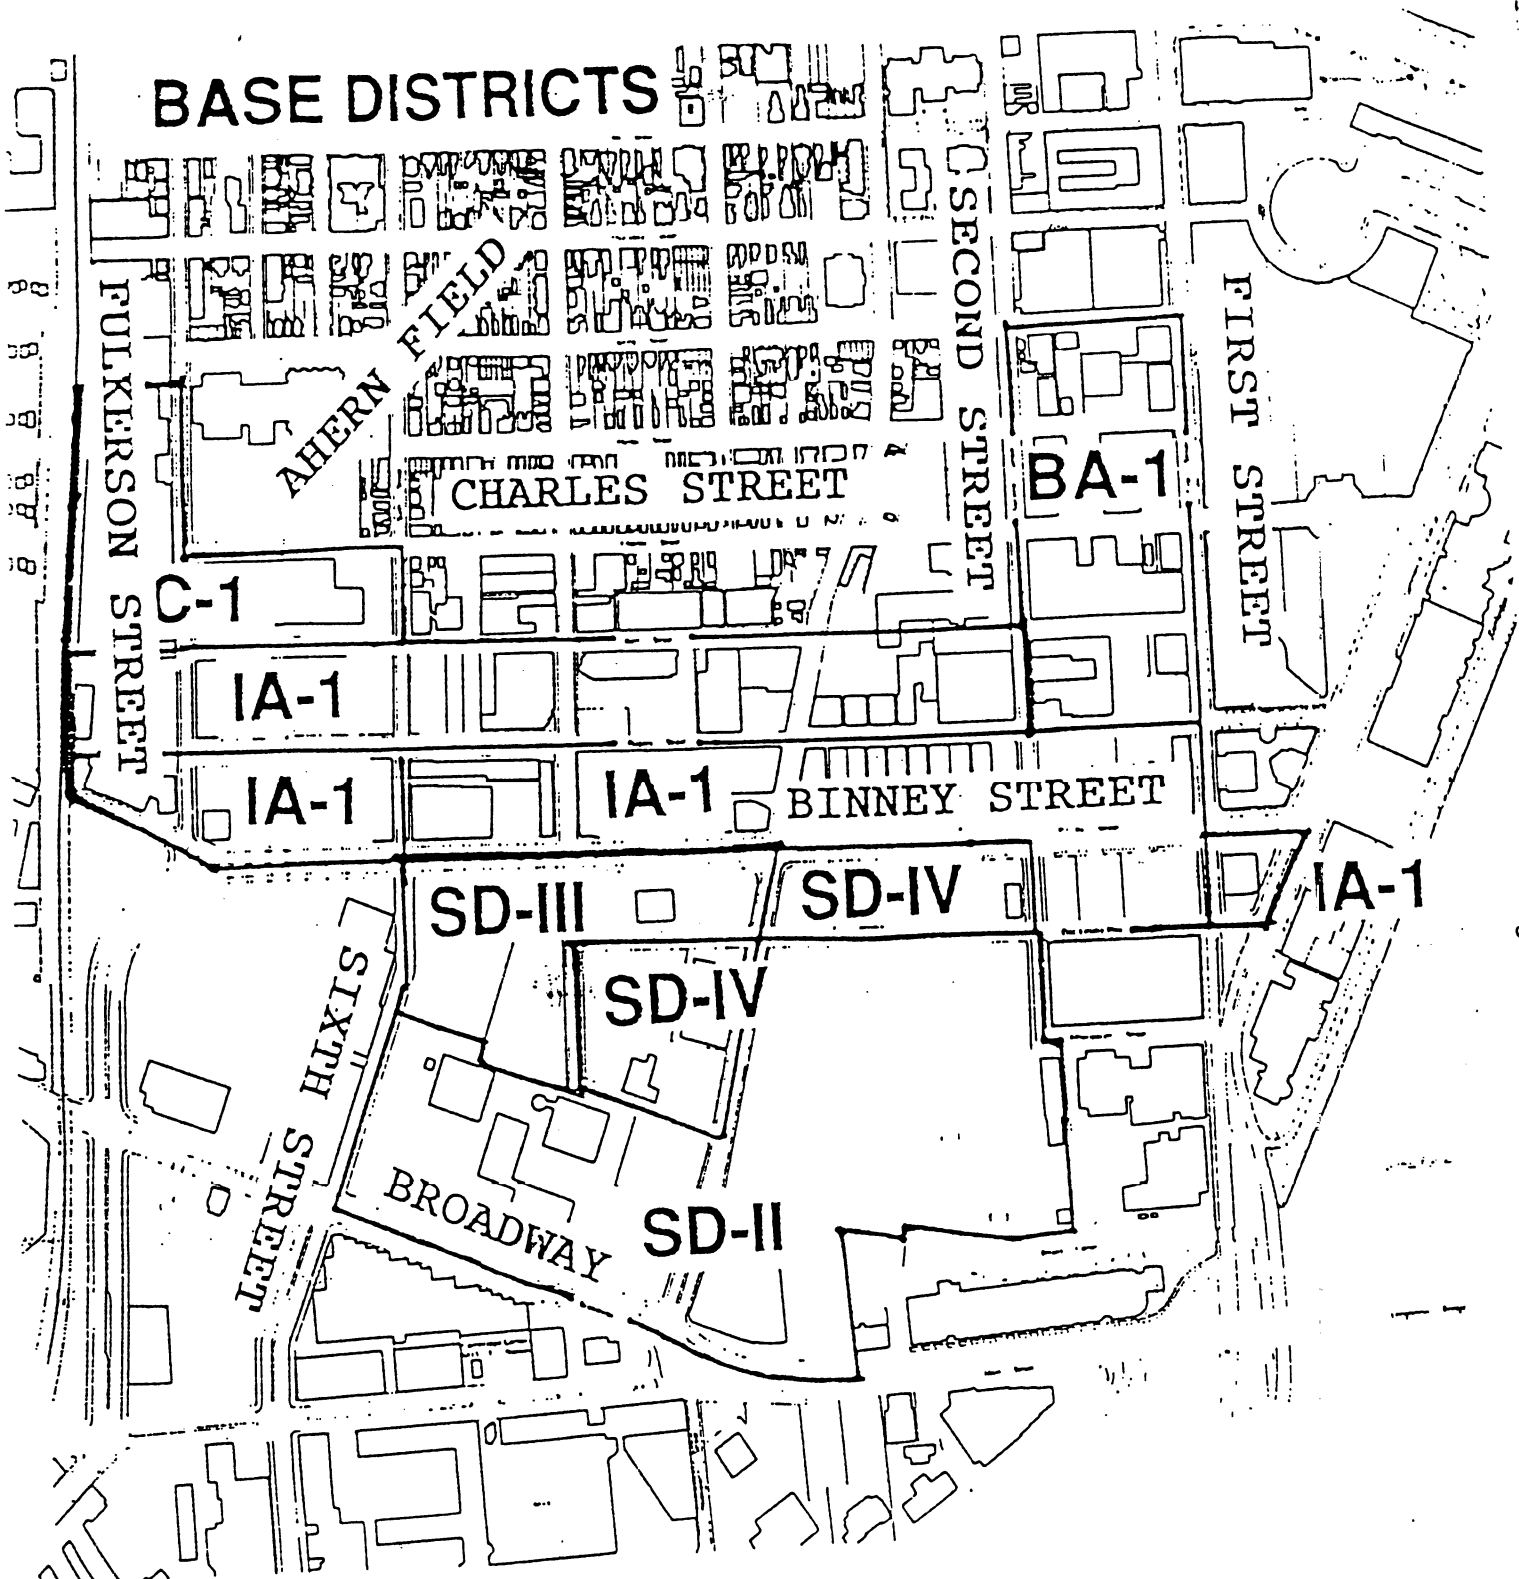 BASE DISTRICTS
FULKERSON STREET
AHERN FIELD
SECOND STREET
FIRST STREET
CHARLES STREET
BA-1
C-1
IA-1
IA-1
IA-1
BINNEY STREET
SD-III
SD-IV
IA-1
SD-IV
SIXTH STREET
BROADWAY
SD-II